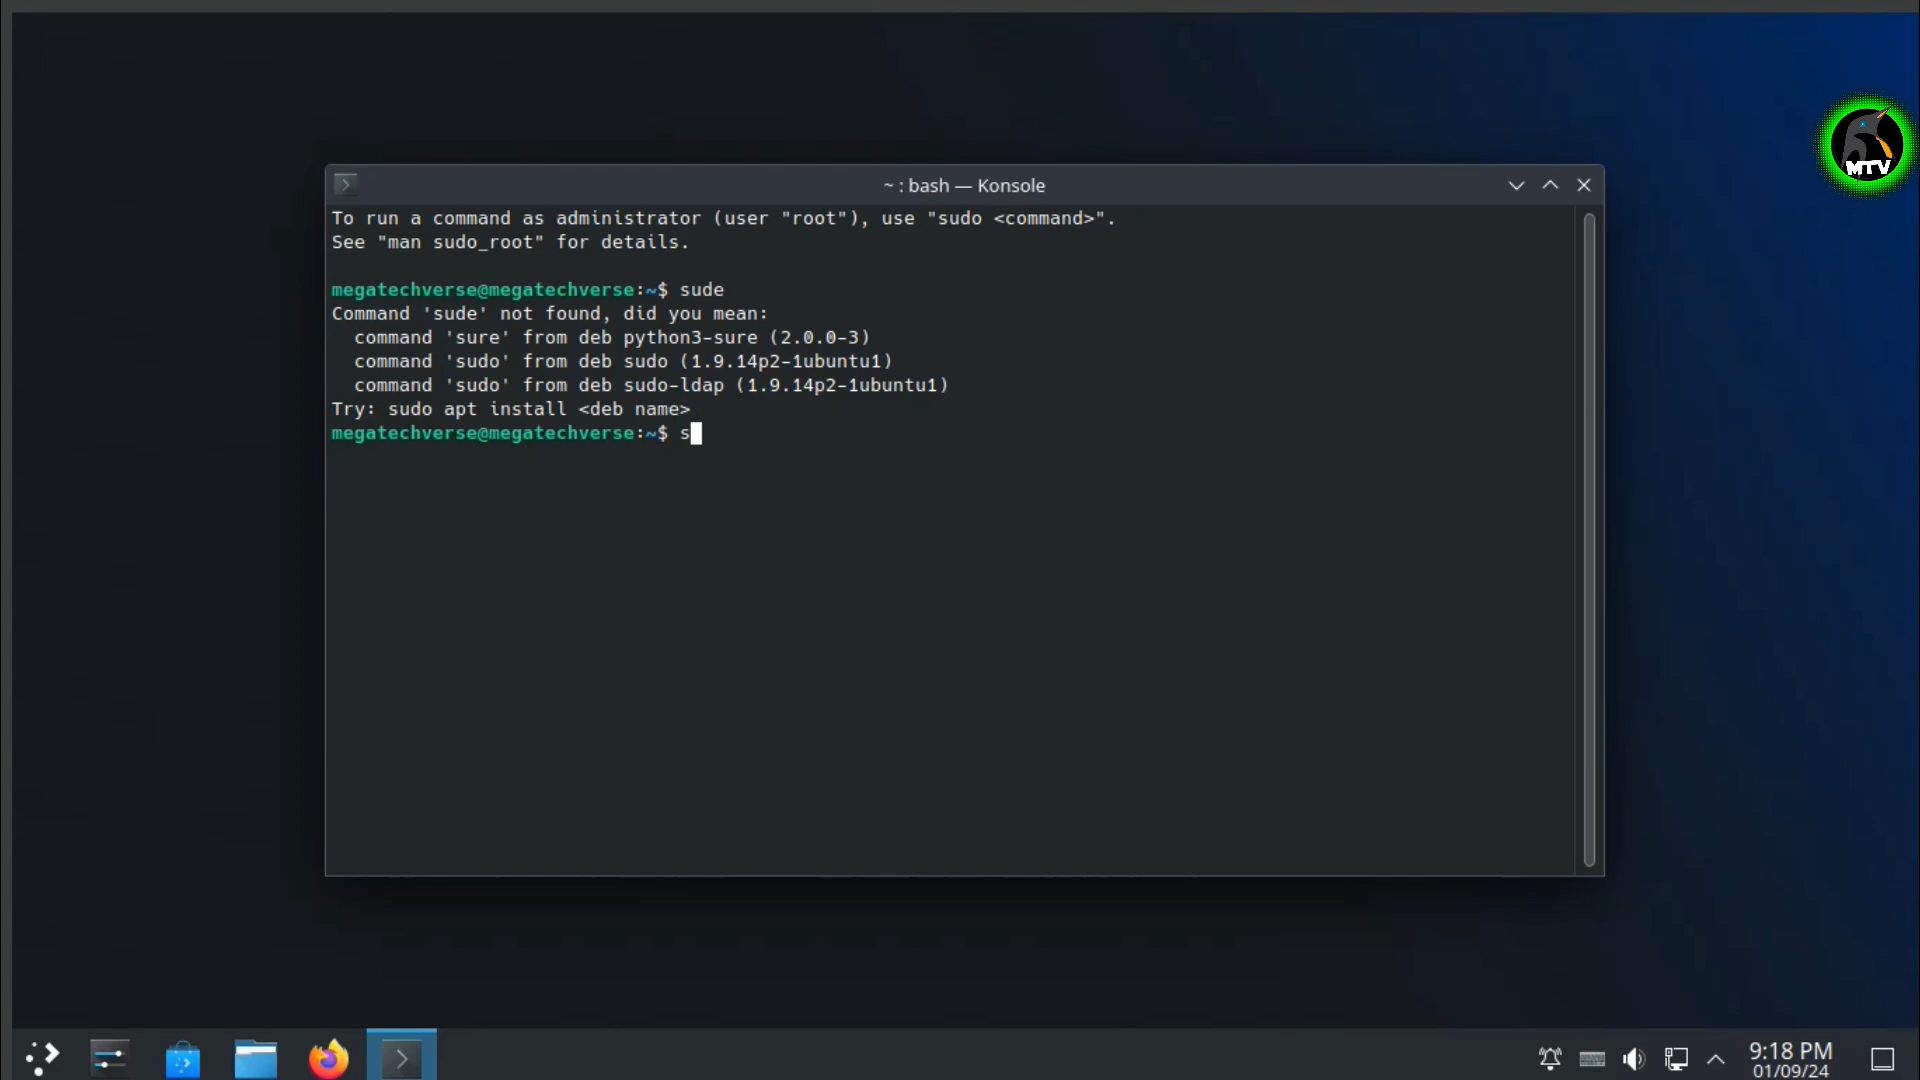 MTV
~ : bash — Konsole
To run a command as administrator (user "root"), use "sudo <command>".
See "man sudo_root" for details.
megatechverse@megatechverse:~$ sude
Command 'sude' not found, did you mean:
  command 'sure' from deb python3-sure (2.0.0-3)
  command 'sudo' from deb sudo (1.9.14p2-1ubuntu1)
  command 'sudo' from deb sudo-ldap (1.9.14p2-1ubuntu1)
Try: sudo apt install <deb name>
megatechverse@megatechverse:~$ s
9:18 PM
01/09/24